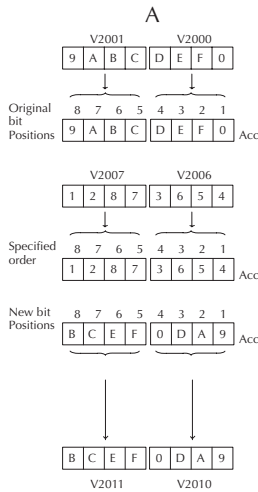 A
V2001 V2000
9 A B C D E F 0
Original
bit
Positions
8 7 6 5 4 3 2 1
9 A B C D E F 0 Acc
V2007 V2006
1 2 8 7 3 6 5 4
Specified
order
8 7 6 5 4 3 2 1
1 2 8 7 3 6 5 4 Acc
New bit
Positions
8 7 6 5 4 3 2 1
B C E F 0 D A 9 Acc
B C E F 0 D A 9
V2011 V2010